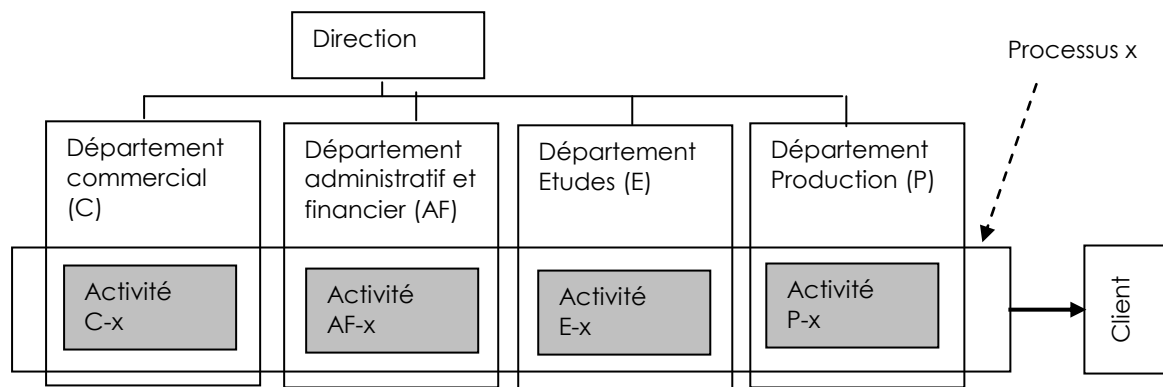 Direction
Processus x
Département
commercial
(C)
Département
administratif et
financier (AF)
Département
Etudes (E)
Département
Production (P)
Activité
C-x
Activité
AF-x
Activité
E-x
Activité
P-x
Client